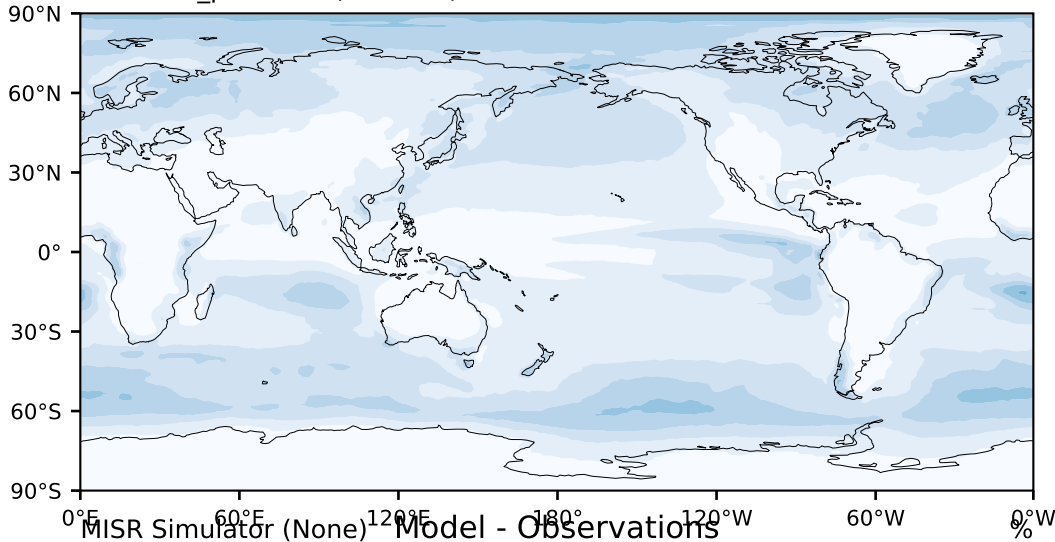 90°N
60°N
30°N
0°
30°S
60°S
90°S
0°E 60°E 120°E 180°W 120°W 60°W 0°W
MISR Simulator (None) Model - Observations %